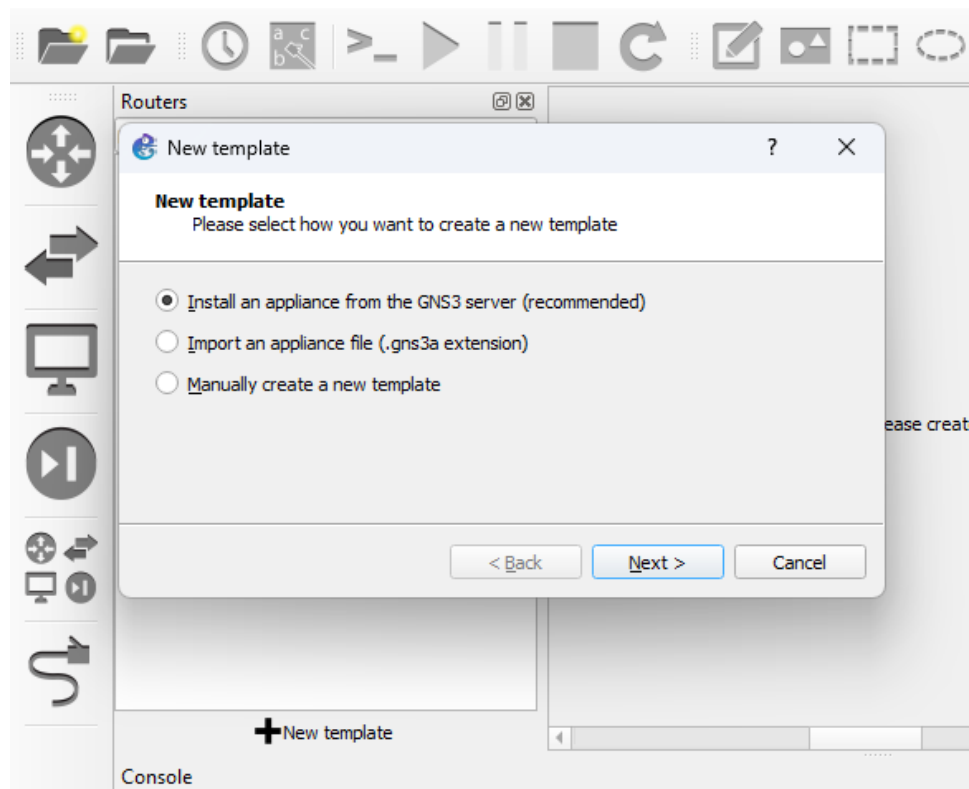 a c
b
Routers
New template
?
New template
Please select how you want to create a new template
Install an appliance from the GNS3 server (recommended)
Import an appliance file (.gns3a extension)
Manually create a new template
ease creat
< Back
Next >
Cancel
New template
Console